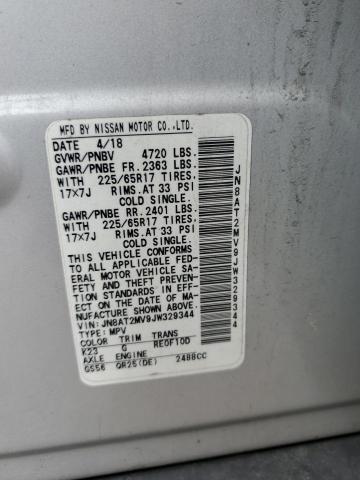 MFD BY NISSAN MOTOR CO.,LTD.
DATE 4/18
GVWR/PNBV 4720 LBS.
GAWR/PNBE FR. 2363 LBS.
WITH 225/65R17 TIRES,
17×7J RIMS.AT 33 PSI
COLD SINGLE.
GAWR/PNBE RR. 2401 LBS.
WITH 225/65R17 TIRES,
17×7J RIMS.AT 33 PSI
COLD SINGLE.
THIS VEHICLE CONFORMS
TO ALL APPLICABLE FED-
ERAL MOTOR VEHICLE SA-
FETY AND THEFT PREVEN-
TION STANDARDS IN EFF-
ECT ON THE DATE OF MA-
NUFACTURE SHOWN ABOVE.
VIN:JN8AT2MV9JW329344
TYPE: MPV
COLOR TRIM TRANS
K23 G RE0F10D
AXLE ENGINE
GS56 QR25(DE) 2488CC
JN8AT2MV9JW329344